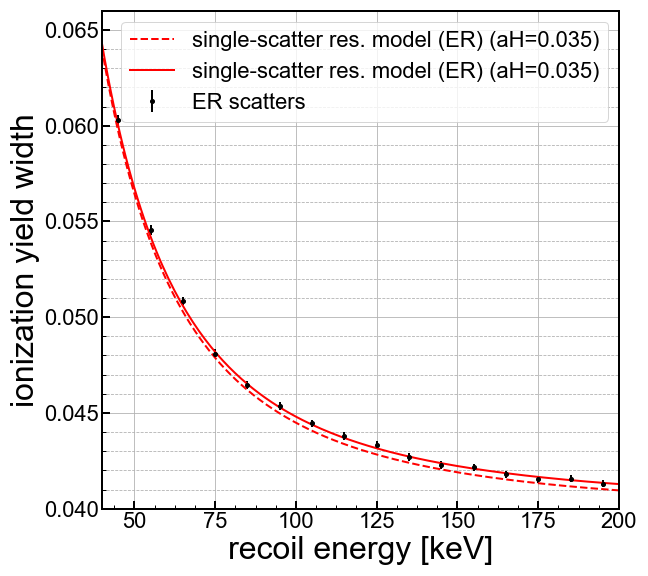 single-scatter res. model (ER) (aH=0.035)
single-scatter res. model (ER) (aH=0.035)
ER scatters
ionization yield width
0.065
0.060
0.055
0.050
0.045
0.040
50 75 100 125 150 175 200
recoil energy [keV]